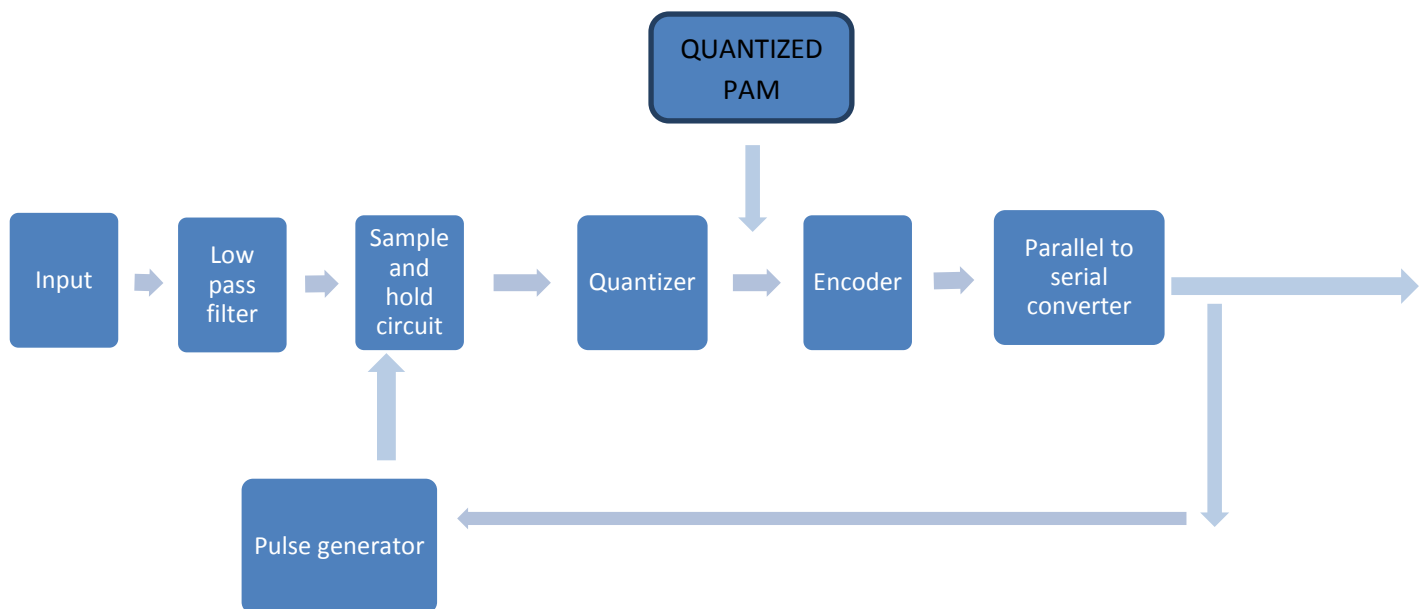 QUANTIZED
PAM
Input
Low
pass
filter
Sample
and
hold
circuit
Quantizer
Encoder
Parallel to
serial
converter
Pulse generator